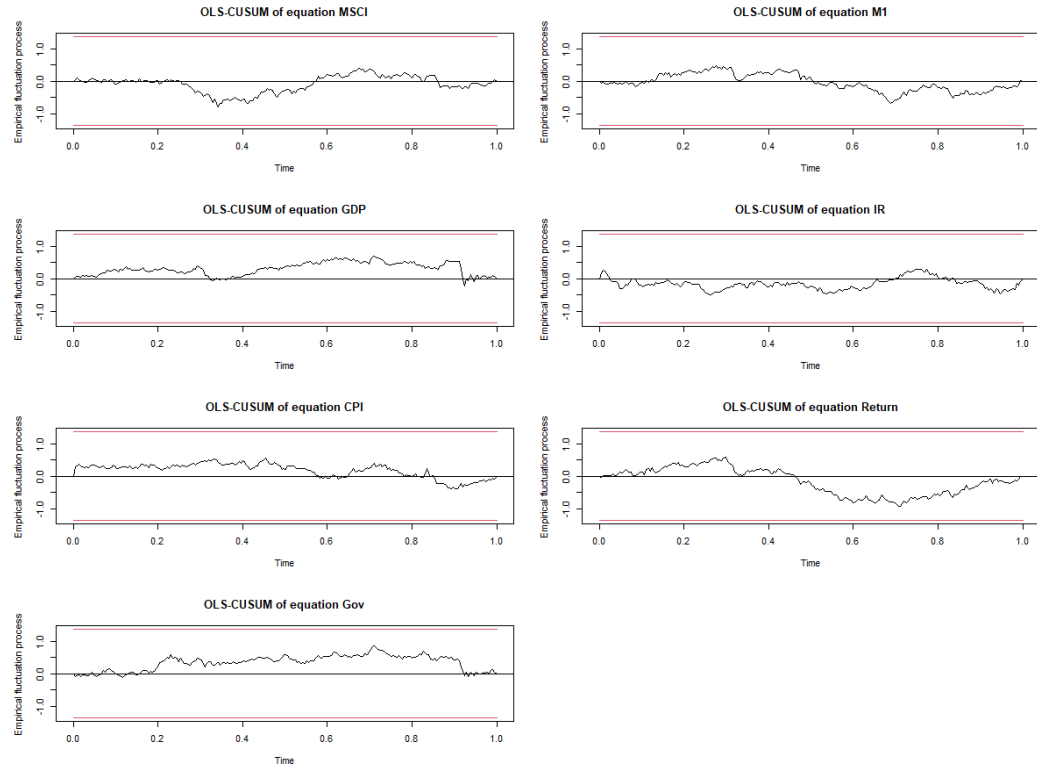 OLS-CUSUM of equation MSCI
Empirical fluctuation process
-1.0 0.0 1.0
0.0 0.2 0.4 0.6 0.8 1.0
Time
OLS-CUSUM of equation M1
Empirical fluctuation process
-1.0 0.0 1.0
0.0 0.2 0.4 0.6 0.8 1.0
Time
OLS-CUSUM of equation GDP
Empirical fluctuation process
-1.0 0.0 1.0
0.0 0.2 0.4 0.6 0.8 1.0
Time
OLS-CUSUM of equation IR
Empirical fluctuation process
-1.0 0.0 1.0
0.0 0.2 0.4 0.6 0.8 1.0
Time
OLS-CUSUM of equation CPI
Empirical fluctuation process
-1.0 0.0 1.0
0.0 0.2 0.4 0.6 0.8 1.0
Time
OLS-CUSUM of equation Return
Empirical fluctuation process
-1.0 0.0 1.0
0.0 0.2 0.4 0.6 0.8 1.0
Time
OLS-CUSUM of equation Gov
Empirical fluctuation process
-1.0 0.0 1.0
0.0 0.2 0.4 0.6 0.8 1.0
Time